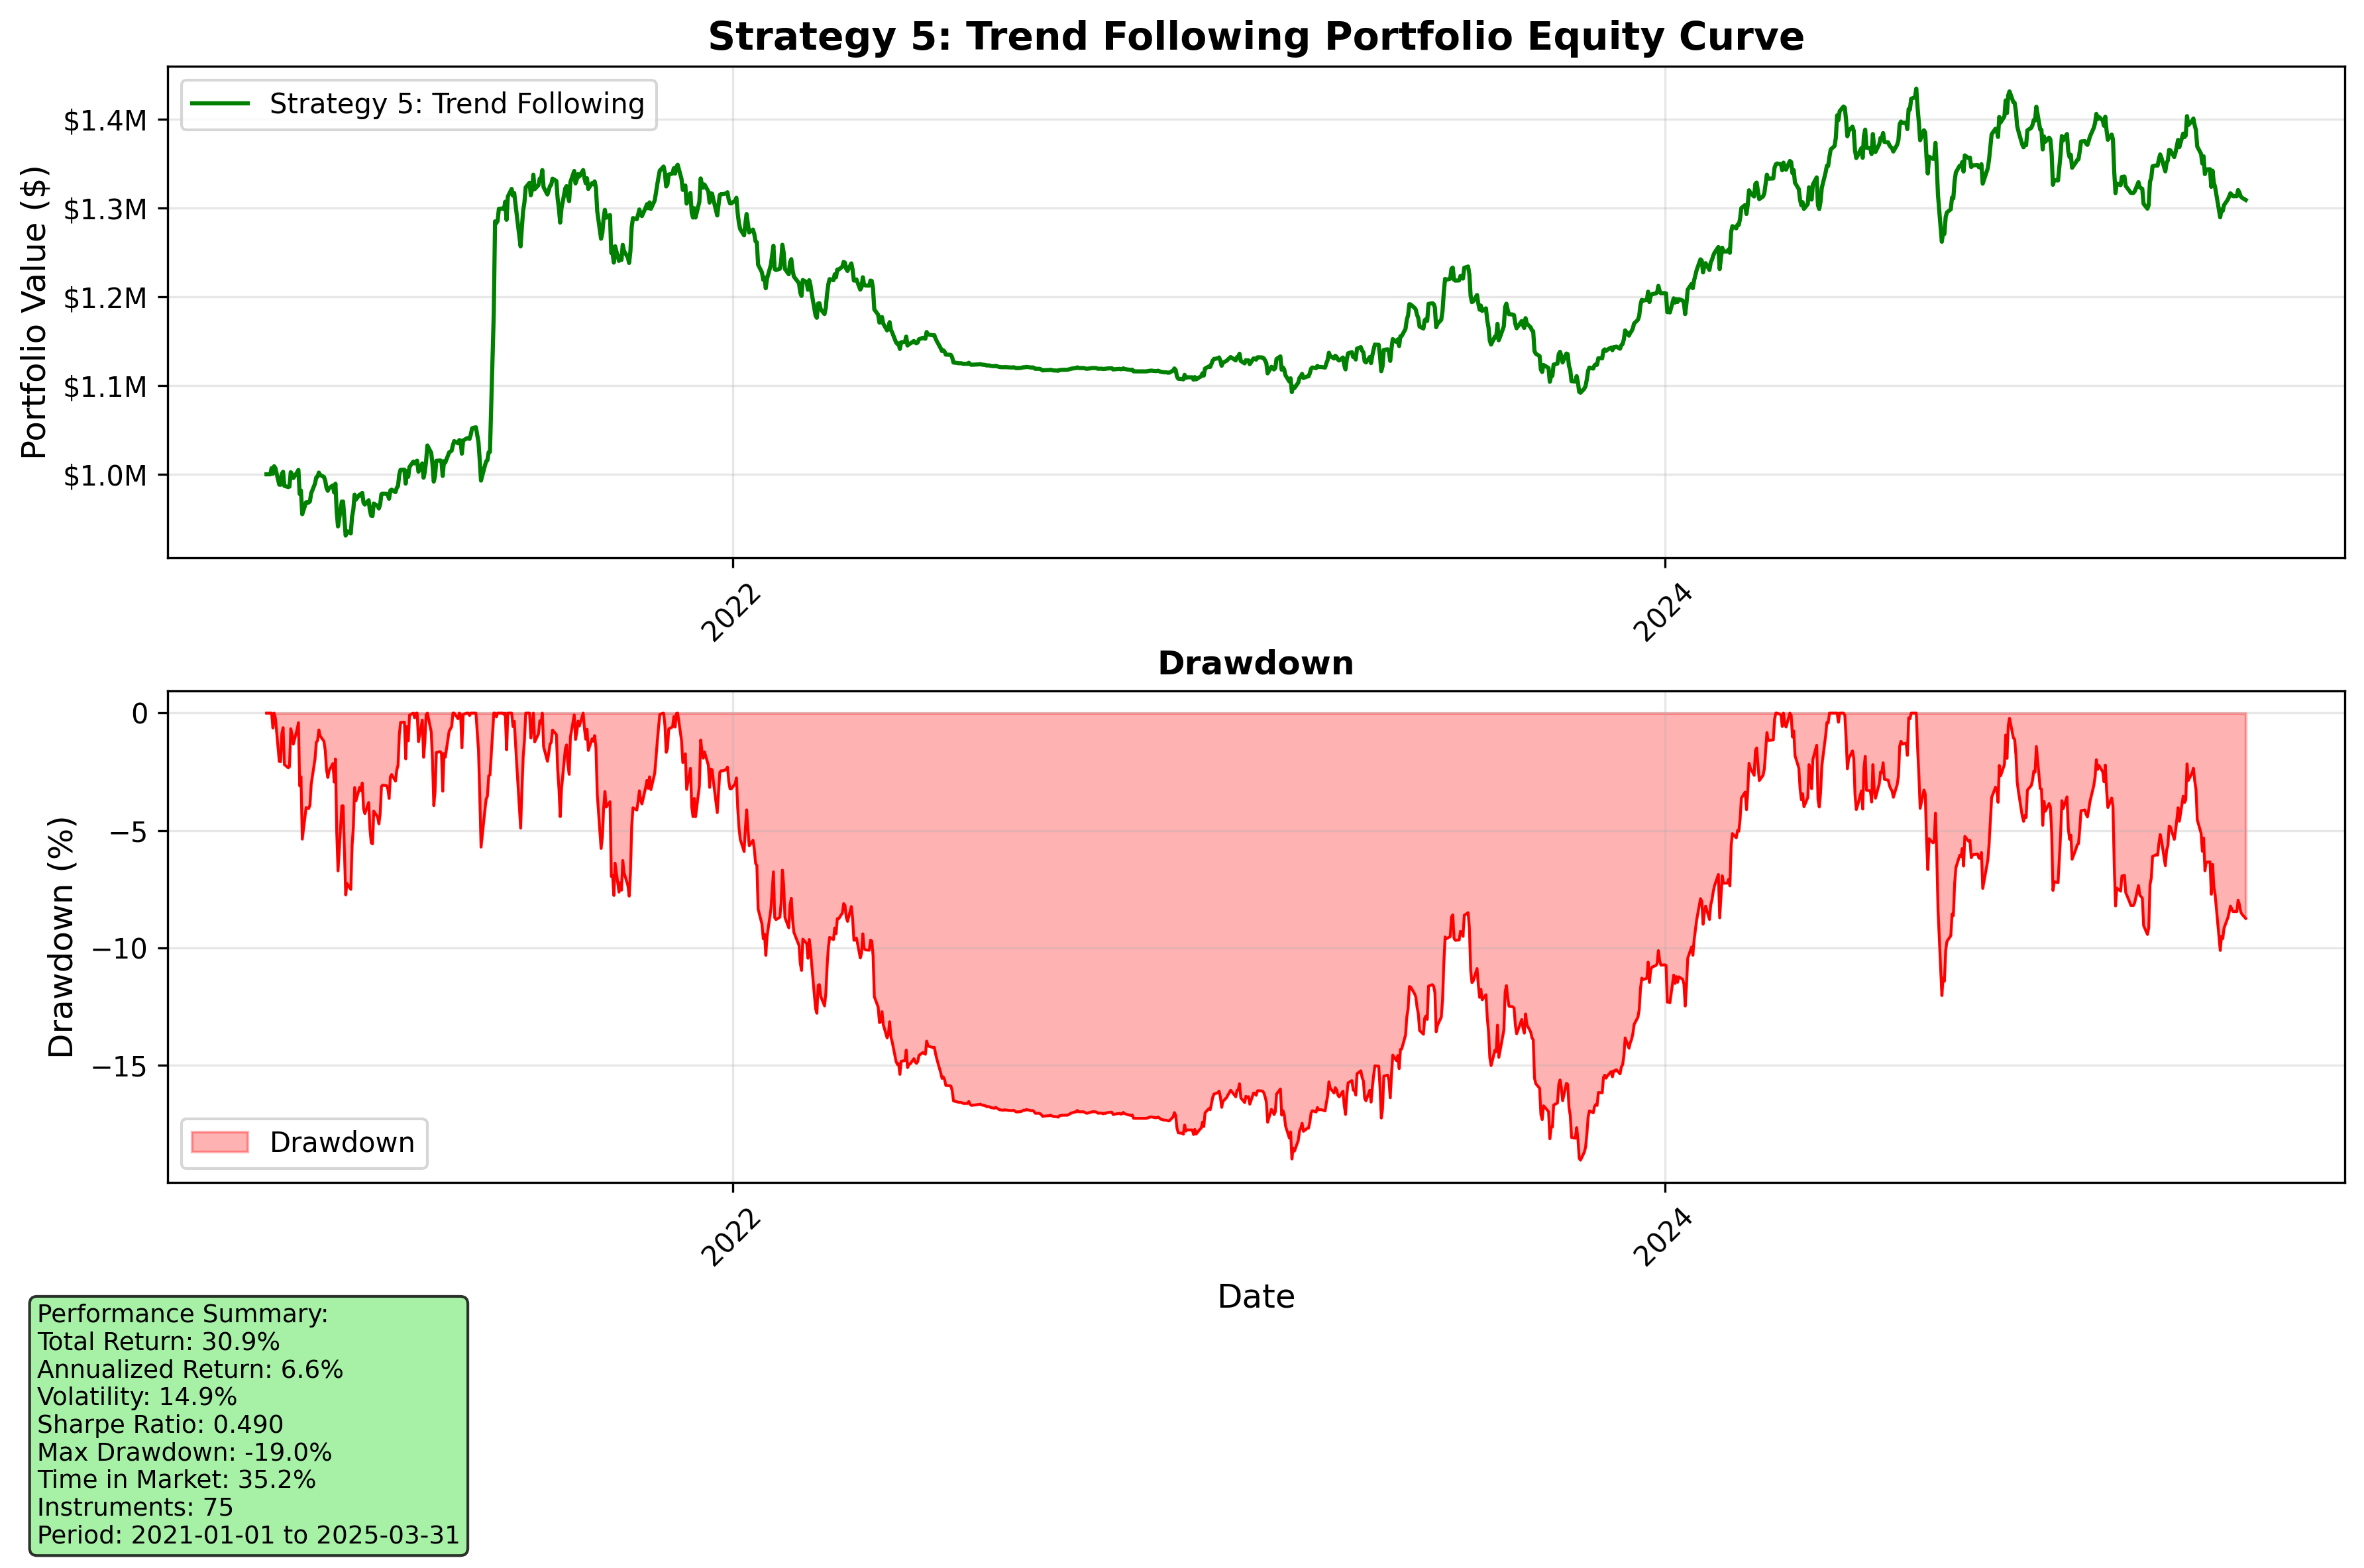 Strategy 5: Trend Following Portfolio Equity Curve
Strategy 5: Trend Following
Portfolio Value ($)
$1.4M
$1.3M
$1.2M
$1.1M
$1.0M
2022
2024
Drawdown
Drawdown (%)
0
−5
−10
−15
Drawdown
2022
2024
Date
Performance Summary:
Total Return: 30.9%
Annualized Return: 6.6%
Volatility: 14.9%
Sharpe Ratio: 0.490
Max Drawdown: -19.0%
Time in Market: 35.2%
Instruments: 75
Period: 2021-01-01 to 2025-03-31